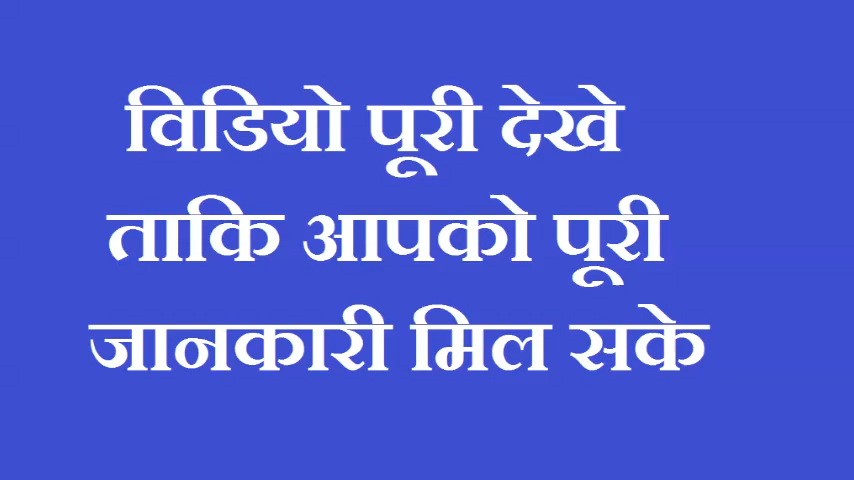 विडियो पूरी देखे
ताकि आपको पूरी
जानकारी मिल सके